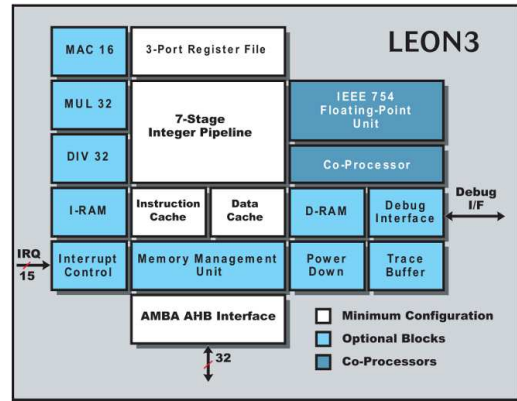 LEON3
MAC 16
3-Port Register File
MUL 32
7-Stage
Integer Pipeline
IEEE 754
Floating-Point
Unit
DIV 32
Co-Processor
I-RAM
Instruction
Cache
Data
Cache
D-RAM
Debug
Interface
Debug
I/F
IRQ
15
Interrupt
Control
Memory Management
Unit
Power
Down
Trace
Buffer
AMBA AHB Interface
32
Minimum Configuration
Optional Blocks
Co-Processors